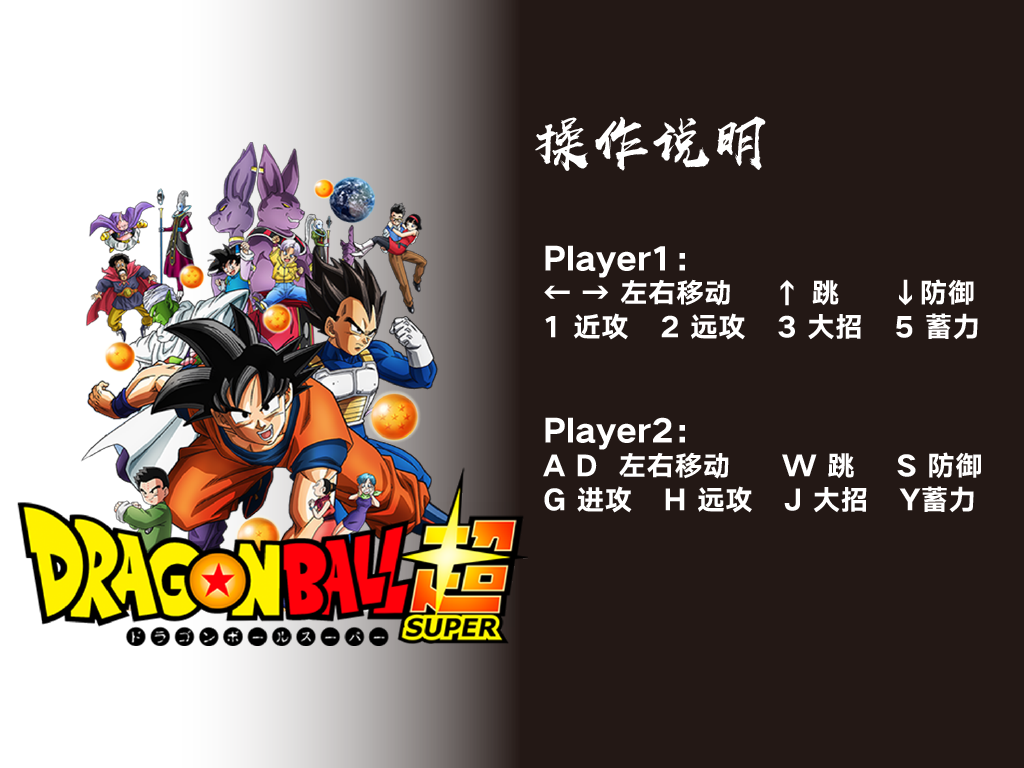 操作说明
Player1：
← → 左右移动 ↑ 跳 ↓防御
1 近攻 2 远攻 3 大招 5 蓄力
Player2：
A D 左右移动 W 跳 S 防御
G 进攻 H 远攻 J 大招 Y蓄力
DRAGONBALL超
SUPER
ドラゴンボールスーパー